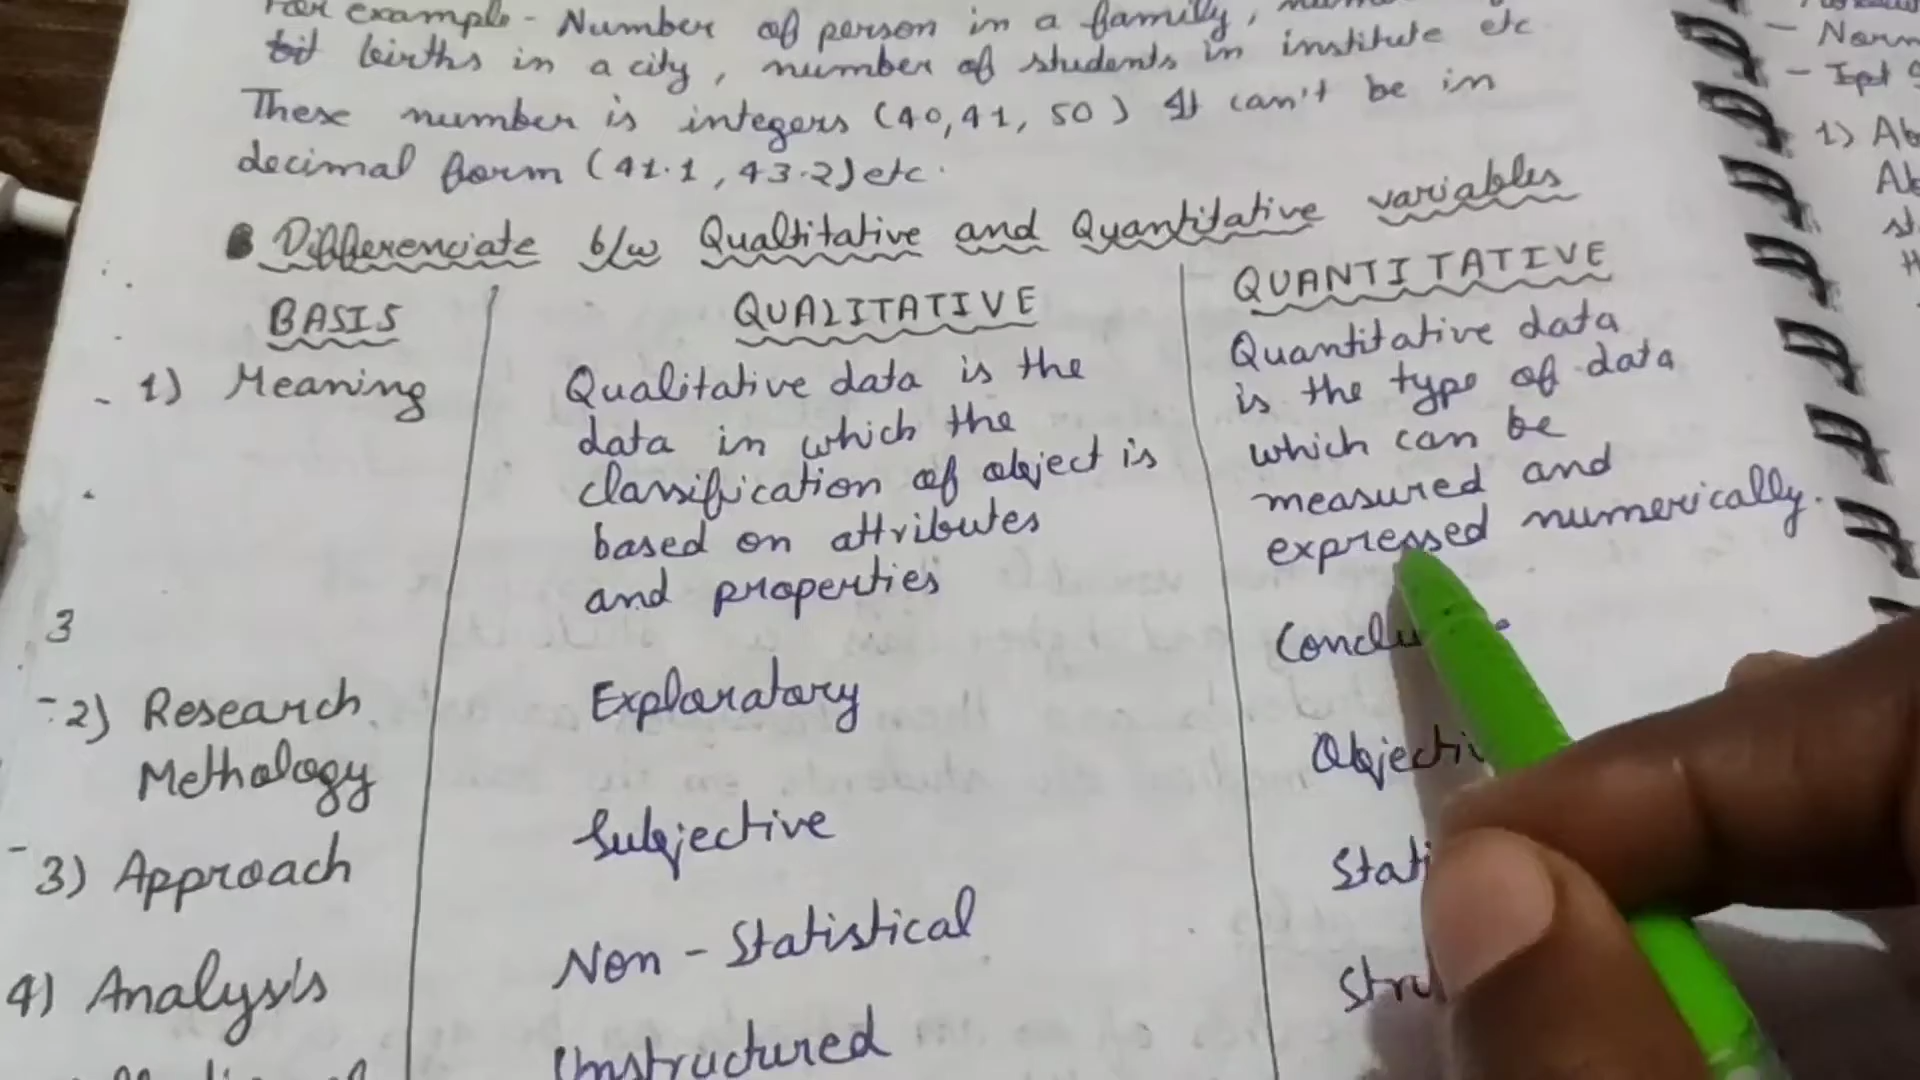 For example - Number of person in a family,
births in a city, number of students in institute etc
These number is integers (40, 41, 50) It can't be in
decimal form (41.1, 43.2) etc.
Differenciate b/w Qualtitative and Quantitative variables
BASIS
QUALITATIVE
QUANTITATIVE
1) Meaning
Qualitative data is the
data in which the
classification of object is
based on attributes
and properties
Quantitative data
is the type of data
which can be
measured and
expressed numerically.
3
2) Research
Methology
Exploratory
3) Approach
Subjective
4) Analysis
Non - Statistical
Unstructured
1)